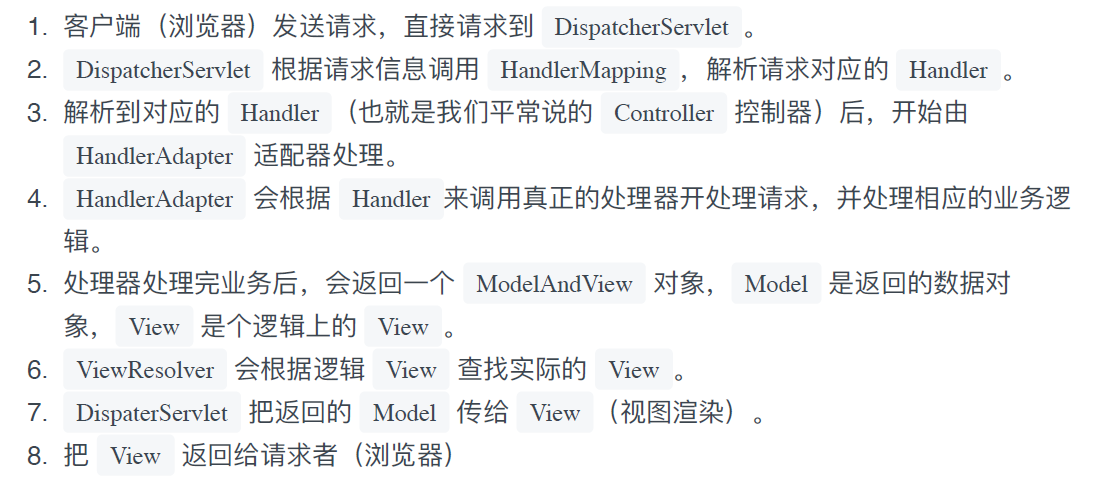 1. 客户端（浏览器）发送请求，直接请求到 DispatcherServlet 。
2. DispatcherServlet 根据请求信息调用 HandlerMapping ，解析请求对应的 Handler 。
3. 解析到对应的 Handler （也就是我们平常说的 Controller 控制器）后，开始由
HandlerAdapter 适配器处理。
4. HandlerAdapter 会根据 Handler 来调用真正的处理器开处理请求，并处理相应的业务逻
辑。
5. 处理器处理完业务后，会返回一个 ModelAndView 对象， Model 是返回的数据对
象， View 是个逻辑上的 View 。
6. ViewResolver 会根据逻辑 View 查找实际的 View 。
7. DispaterServlet 把返回的 Model 传给 View （视图渲染）。
8. 把 View 返回给请求者（浏览器）